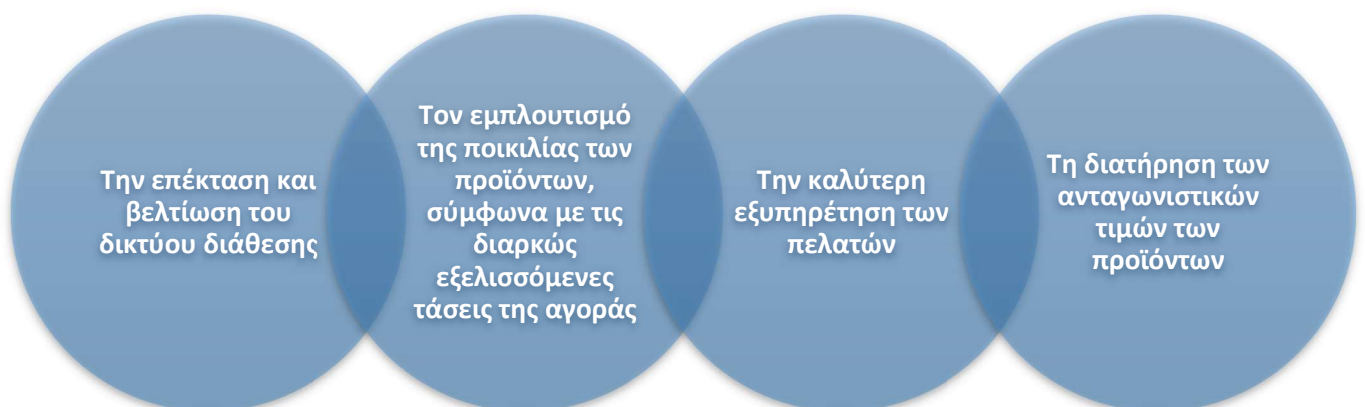 Την επέκταση και
βελτίωση του
δικτύου διάθεσης
Τον εμπλουτισμό
της ποικιλίας των
προϊόντων,
σύμφωνα με τις
διαρκώς
εξελισσόμενες
τάσεις της αγοράς
Την καλύτερη
εξυπηρέτηση των
πελατών
Τη διατήρηση των
ανταγωνιστικών
τιμών των
προϊόντων